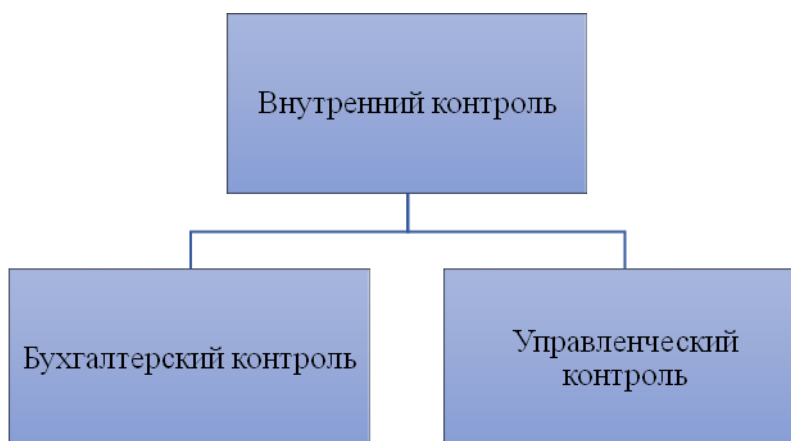 Внутренний контроль
Бухгалтерский контроль
Управленческий
контроль